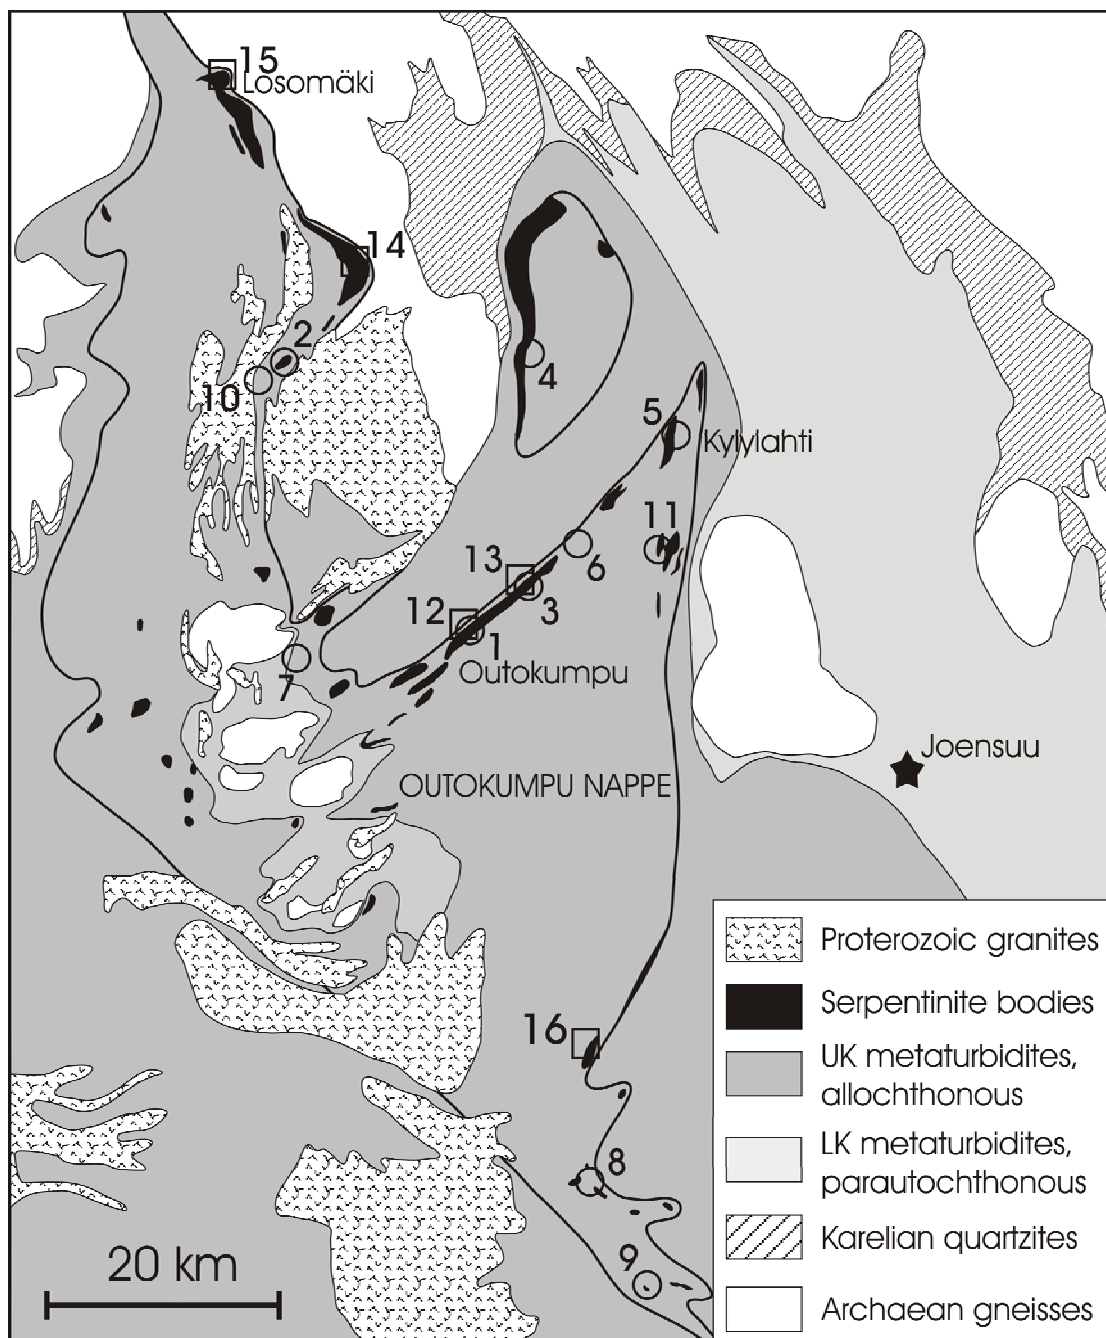 15
Losomäki
14
2
10
4
5
Kylylahti
11
6
13
3
12
1
Outokumpu
7
Joensuu
OUTOKUMPU NAPPE
Proterozoic granites
Serpentinite bodies
UK metaturbidites,
allochthonous
LK metaturbidites,
parautochthonous
Karelian quartzites
Archaean gneisses
16
8
9
20 km